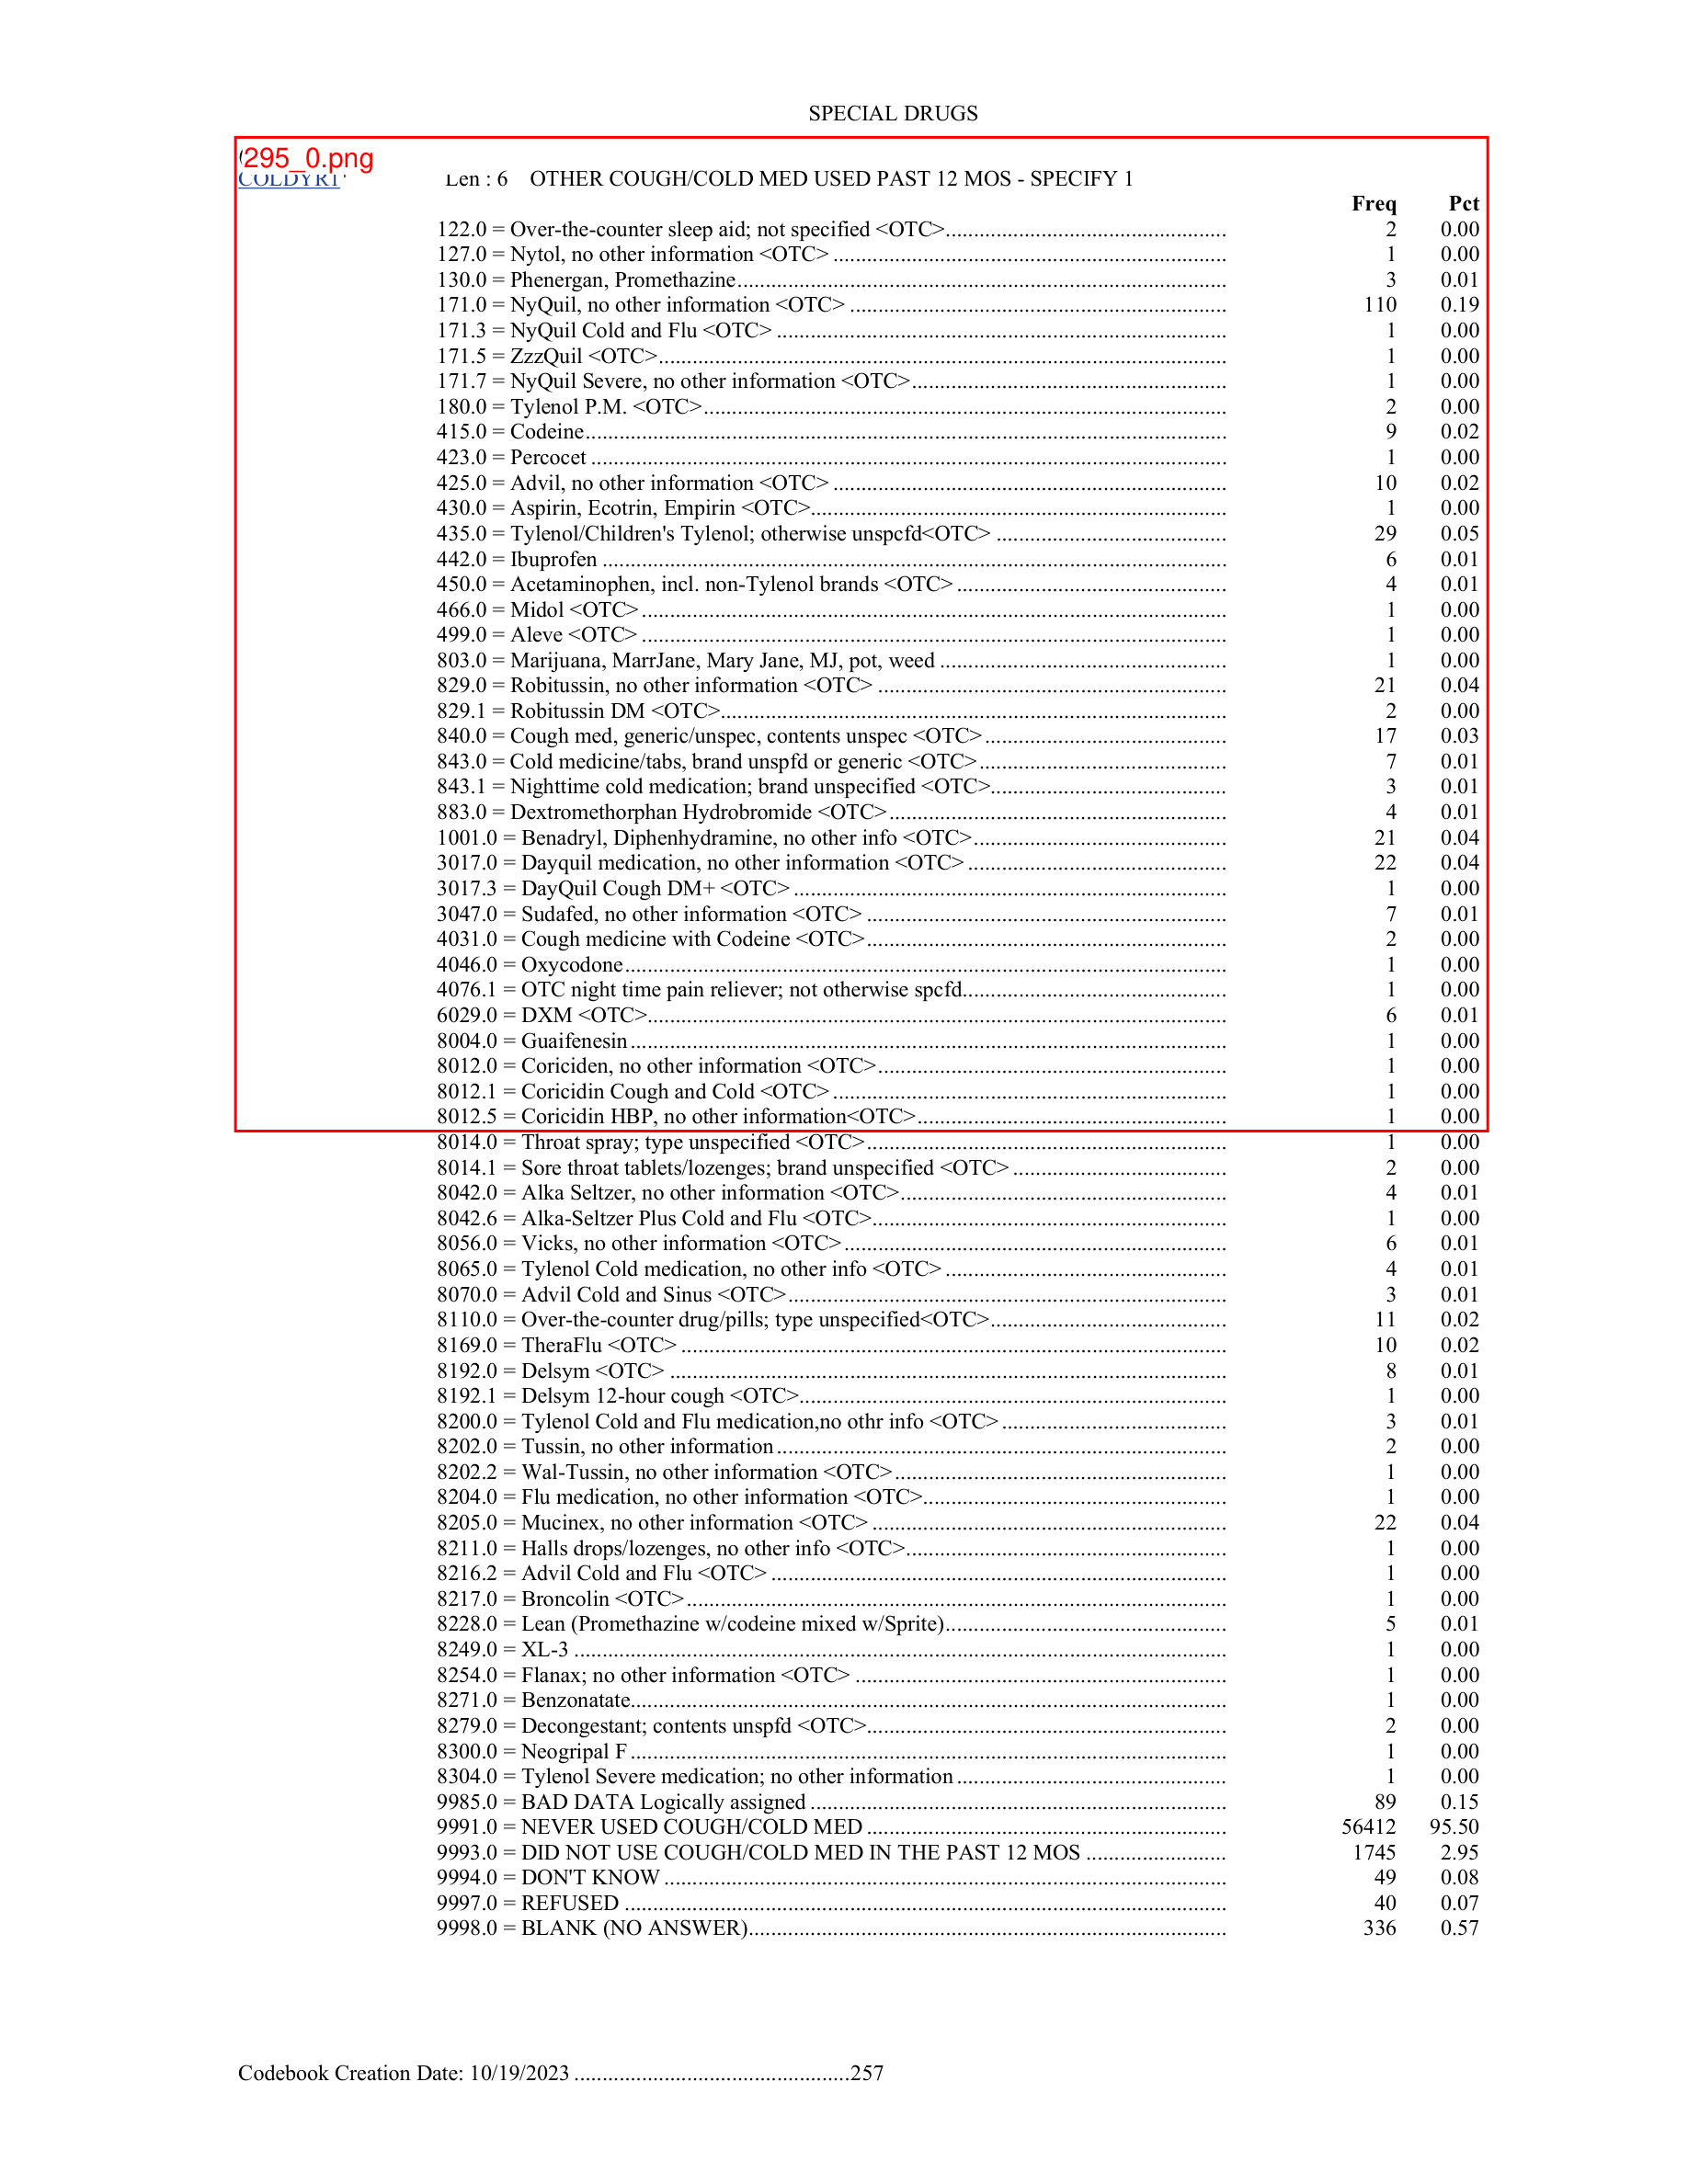 SPECIAL DRUGS
295_0.png
COLDYR1 Len : 6 OTHER COUGH/COLD MED USED PAST 12 MOS - SPECIFY 1
Freq Pct
122.0 = Over-the-counter sleep aid; not specified <OTC>.................................................. 2 0.00
127.0 = Nytol, no other information <OTC> ...................................................................... 1 0.00
130.0 = Phenergan, Promethazine....................................................................................... 3 0.01
171.0 = NyQuil, no other information <OTC> ................................................................... 110 0.19
171.3 = NyQuil Cold and Flu <OTC> ................................................................................ 1 0.00
171.5 = ZzzQuil <OTC>..................................................................................................... 1 0.00
171.7 = NyQuil Severe, no other information <OTC>........................................................ 1 0.00
180.0 = Tylenol P.M. <OTC>............................................................................................. 2 0.00
415.0 = Codeine.................................................................................................................. 9 0.02
423.0 = Percocet ................................................................................................................. 1 0.00
425.0 = Advil, no other information <OTC> ...................................................................... 10 0.02
430.0 = Aspirin, Ecotrin, Empirin <OTC>.......................................................................... 1 0.00
435.0 = Tylenol/Children's Tylenol; otherwise unspcfd<OTC> ......................................... 29 0.05
442.0 = Ibuprofen ............................................................................................................... 6 0.01
450.0 = Acetaminophen, incl. non-Tylenol brands <OTC> ................................................ 4 0.01
466.0 = Midol <OTC> ........................................................................................................ 1 0.00
499.0 = Aleve <OTC> ........................................................................................................ 1 0.00
803.0 = Marijuana, MarrJane, Mary Jane, MJ, pot, weed ................................................... 1 0.00
829.0 = Robitussin, no other information <OTC> .............................................................. 21 0.04
829.1 = Robitussin DM <OTC>.......................................................................................... 2 0.00
840.0 = Cough med, generic/unspec, contents unspec <OTC> ........................................... 17 0.03
843.0 = Cold medicine/tabs, brand unspfd or generic <OTC> ............................................ 7 0.01
843.1 = Nighttime cold medication; brand unspecified <OTC>.......................................... 3 0.01
883.0 = Dextromethorphan Hydrobromide <OTC>............................................................ 4 0.01
1001.0 = Benadryl, Diphenhydramine, no other info <OTC>............................................. 21 0.04
3017.0 = Dayquil medication, no other information <OTC> .............................................. 22 0.04
3017.3 = DayQuil Cough DM+ <OTC> ............................................................................. 1 0.00
3047.0 = Sudafed, no other information <OTC> ................................................................ 7 0.01
4031.0 = Cough medicine with Codeine <OTC>................................................................ 2 0.00
4046.0 = Oxycodone........................................................................................................... 1 0.00
4076.1 = OTC night time pain reliever; not otherwise spcfd............................................... 1 0.00
6029.0 = DXM <OTC>....................................................................................................... 6 0.01
8004.0 = Guaifenesin .......................................................................................................... 1 0.00
8012.0 = Coriciden, no other information <OTC>.............................................................. 1 0.00
8012.1 = Coricidin Cough and Cold <OTC> ...................................................................... 1 0.00
8012.5 = Coricidin HBP, no other information<OTC>....................................................... 1 0.00
8014.0 = Throat spray; type unspecified <OTC>................................................................ 1 0.00
8014.1 = Sore throat tablets/lozenges; brand unspecified <OTC> ...................................... 2 0.00
8042.0 = Alka Seltzer, no other information <OTC>.......................................................... 4 0.01
8042.6 = Alka-Seltzer Plus Cold and Flu <OTC>............................................................... 1 0.00
8056.0 = Vicks, no other information <OTC> .................................................................... 6 0.01
8065.0 = Tylenol Cold medication, no other info <OTC> .................................................. 4 0.01
8070.0 = Advil Cold and Sinus <OTC>.............................................................................. 3 0.01
8110.0 = Over-the-counter drug/pills; type unspecified<OTC>.......................................... 11 0.02
8169.0 = TheraFlu <OTC> ................................................................................................. 10 0.02
8192.0 = Delsym <OTC> ................................................................................................... 8 0.01
8192.1 = Delsym 12-hour cough <OTC>............................................................................ 1 0.00
8200.0 = Tylenol Cold and Flu medication,no othr info <OTC> ........................................ 3 0.01
8202.0 = Tussin, no other information ................................................................................ 2 0.00
8202.2 = Wal-Tussin, no other information <OTC> ........................................................... 1 0.00
8204.0 = Flu medication, no other information <OTC>...................................................... 1 0.00
8205.0 = Mucinex, no other information <OTC> ............................................................... 22 0.04
8211.0 = Halls drops/lozenges, no other info <OTC>......................................................... 1 0.00
8216.2 = Advil Cold and Flu <OTC> ................................................................................. 1 0.00
8217.0 = Broncolin <OTC> ................................................................................................ 1 0.00
8228.0 = Lean (Promethazine w/codeine mixed w/Sprite).................................................. 5 0.01
8249.0 = XL-3 .................................................................................................................... 1 0.00
8254.0 = Flanax; no other information <OTC> .................................................................. 1 0.00
8271.0 = Benzonatate.......................................................................................................... 1 0.00
8279.0 = Decongestant; contents unspfd <OTC>................................................................ 2 0.00
8300.0 = Neogripal F .......................................................................................................... 1 0.00
8304.0 = Tylenol Severe medication; no other information ................................................ 1 0.00
9985.0 = BAD DATA Logically assigned .......................................................................... 89 0.15
9991.0 = NEVER USED COUGH/COLD MED ................................................................ 56412 95.50
9993.0 = DID NOT USE COUGH/COLD MED IN THE PAST 12 MOS ......................... 1745 2.95
9994.0 = DON'T KNOW .................................................................................................... 49 0.08
9997.0 = REFUSED ........................................................................................................... 40 0.07
9998.0 = BLANK (NO ANSWER)..................................................................................... 336 0.57
Codebook Creation Date: 10/19/2023 .................................................257